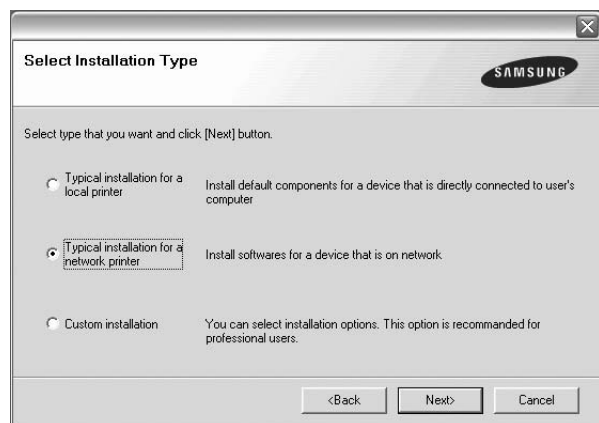 Select Installation Type
SAMSUNG
Select type that you want and click [Next] button.
Typical installation for a
local printer
Install default components for a device that is directly connected to user's
computer
Typical installation for a
network printer
Install softwares for a device that is on network
Custom installation
You can select installation options. This option is recommanded for
professional users.
<Back
Next>
Cancel